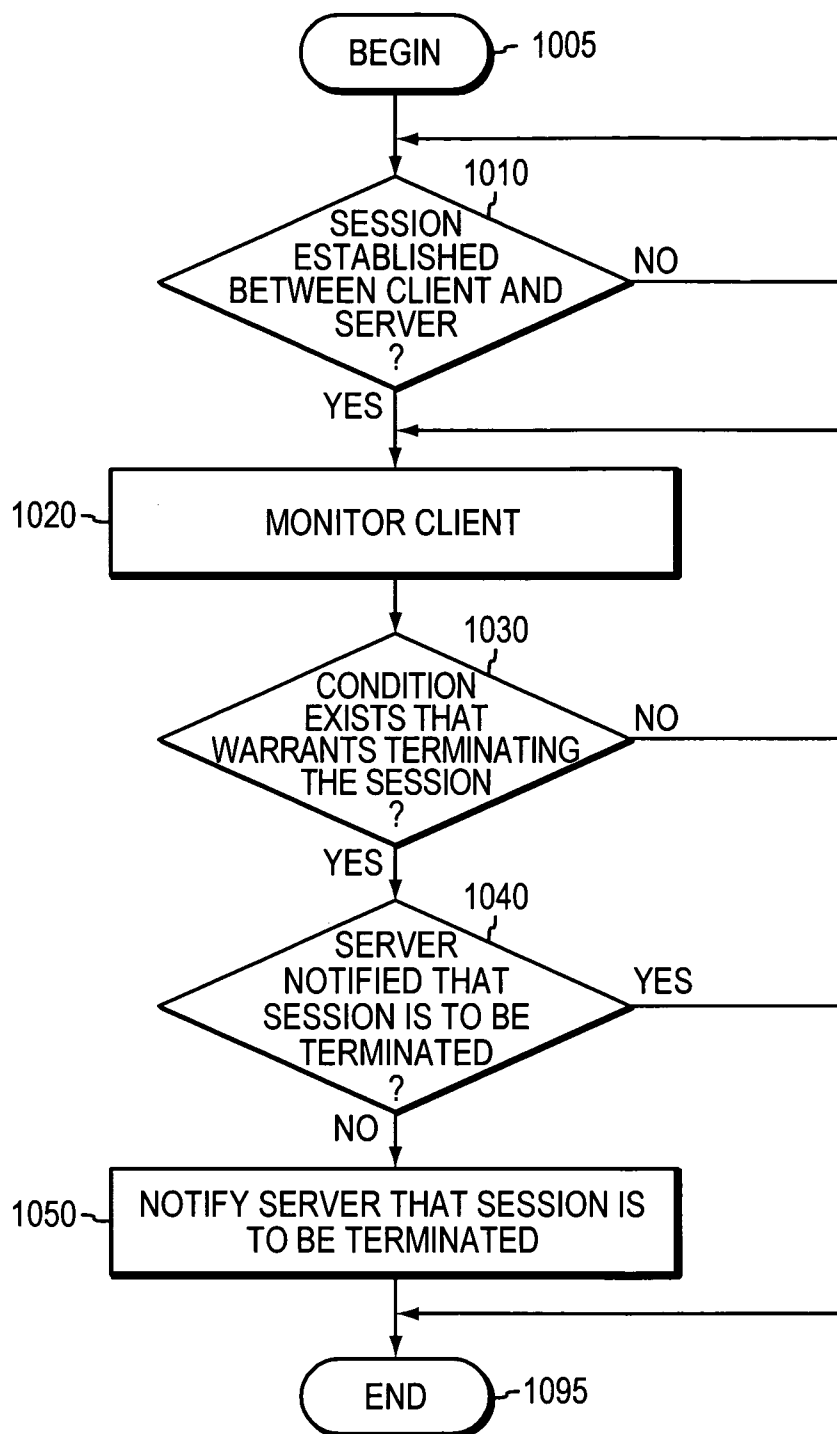 BEGIN
1005
1010
SESSION
ESTABLISHED
BETWEEN CLIENT AND
SERVER
?
NO
YES
1020
MONITOR CLIENT
1030
CONDITION
EXISTS THAT
WARRANTS TERMINATING
THE SESSION
?
NO
YES
1040
SERVER
NOTIFIED THAT
SESSION IS TO BE
TERMINATED
?
YES
NO
1050
NOTIFY SERVER THAT SESSION IS
TO BE TERMINATED
END
1095